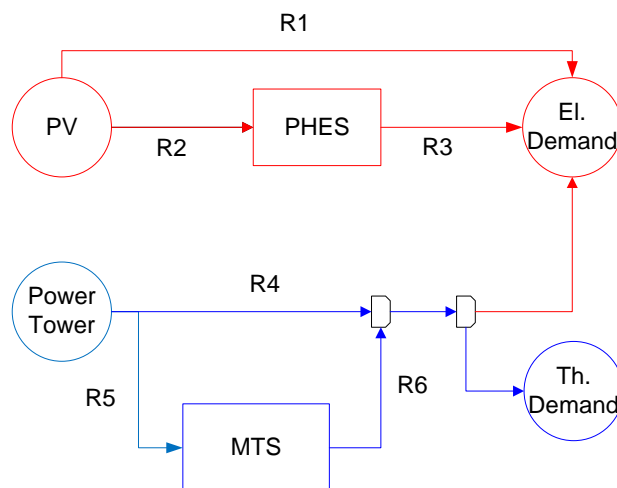 R1
PV
R2
PHES
R3
El.
Demand
Power
Tower
R4
R5
MTS
R6
Th.
Demand